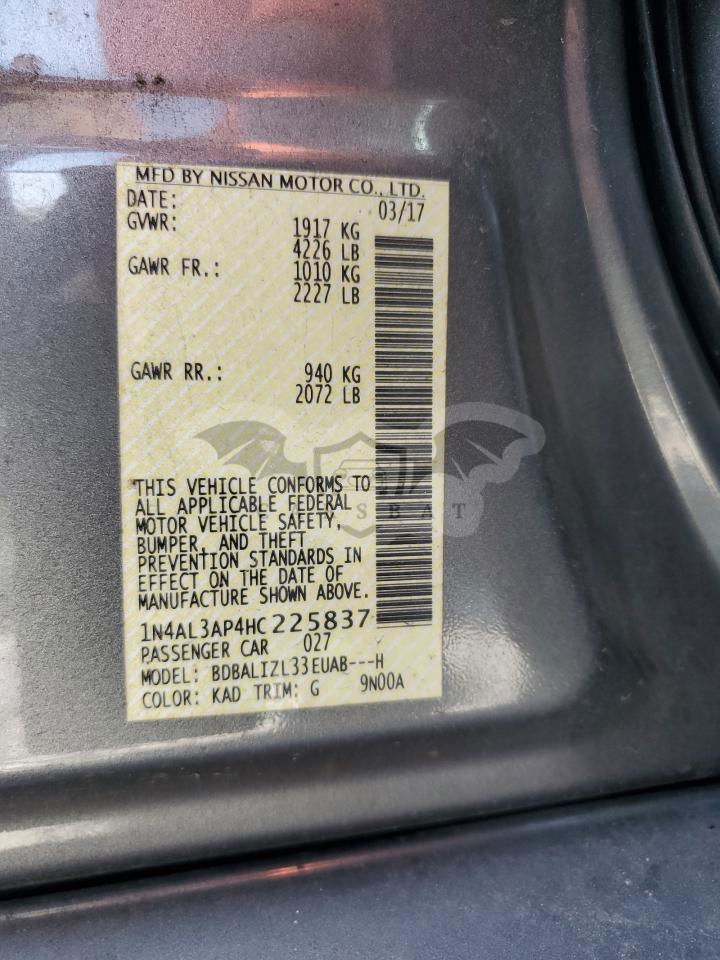 MFD BY NISSAN MOTOR CO., LTD.
DATE: 03/17
GVWR: 1917 KG
4226 LB
GAWR FR.: 1010 KG
2227 LB
GAWR RR.: 940 KG
2072 LB
THIS VEHICLE CONFORMS TO
ALL APPLICABLE FEDERAL
MOTOR VEHICLE SAFETY,
BUMPER, AND THEFT
PREVENTION STANDARDS IN
EFFECT ON THE DATE OF
MANUFACTURE SHOWN ABOVE.
1N4AL3AP4HC225837
PASSENGER CAR 027
MODEL: BDBALIZL33EUAB---H
COLOR: KAD TRIM: G 9N00A